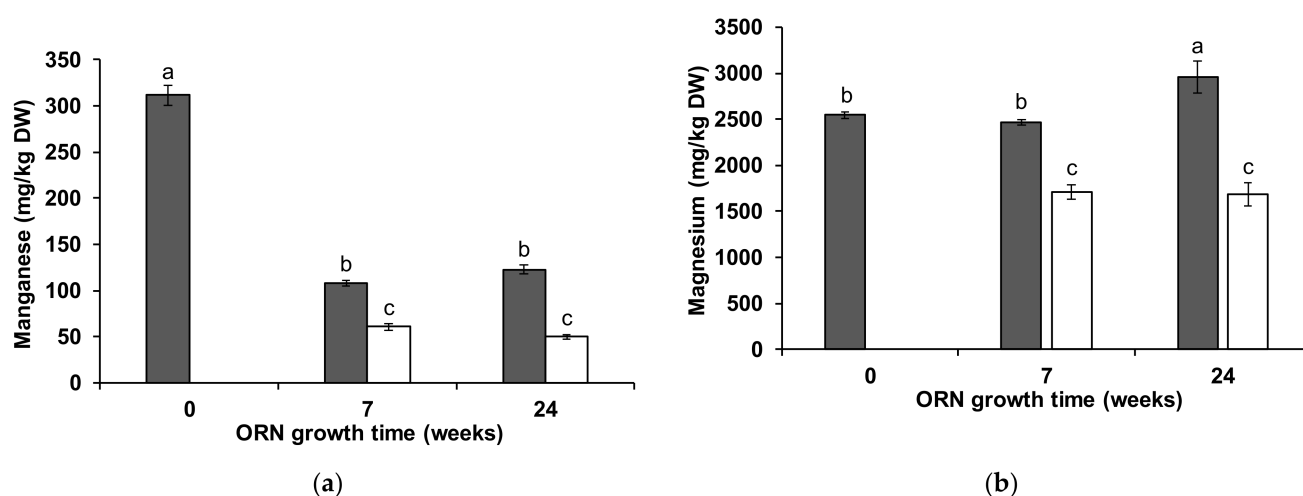 Manganese (mg/kg DW)
350
300
250
200
150
100
50
0
a
b
c
b
c
0 7 24
ORN growth time (weeks)
(a)
Magnesium (mg/kg DW)
3500
3000
2500
2000
1500
1000
500
0
b
b
c
a
c
0 7 24
ORN growth time (weeks)
(b)